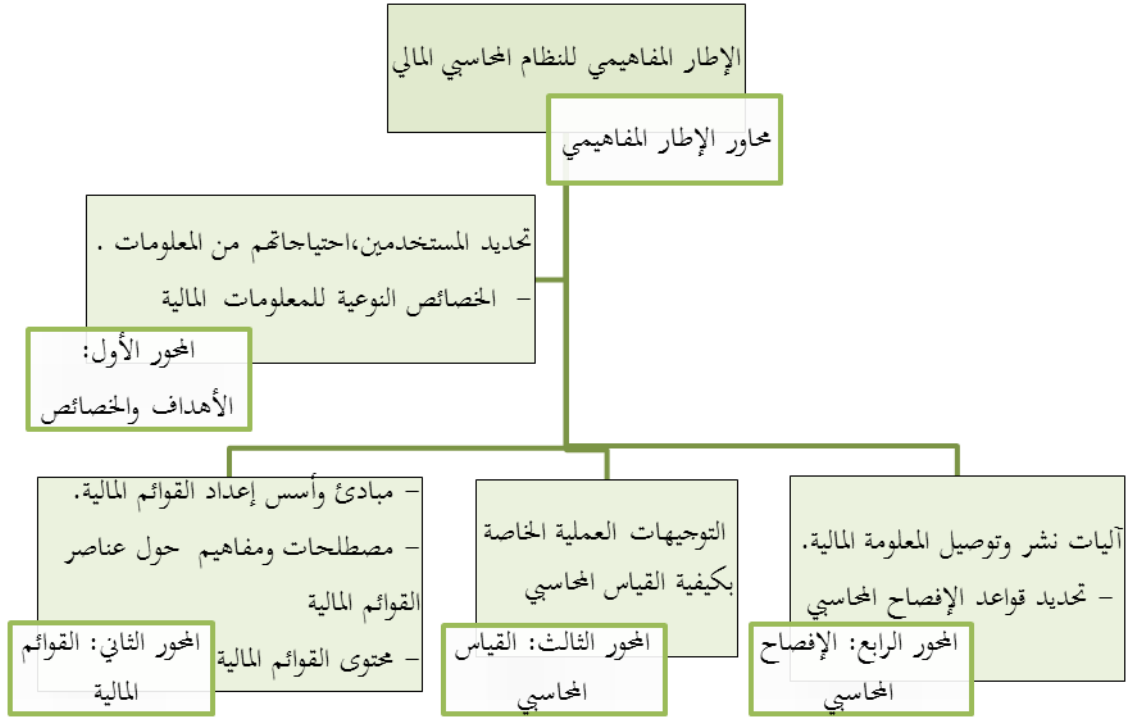 الإطار المفاهيمي للنظام المحاسبي المالي
محاور الإطار المفاهيمي
تحديد المستخدمين،احتياجاتهم من المعلومات .
- الخصائص النوعية للمعلومات المالية
المحور الأول:
الأهداف والخصائص
- مبادئ وأسس إعداد القوائم المالية.
- مصطلحات ومفاهيم حول عناصر
القوائم المالية
- محتوى القوائم المالية
المحور الثاني: القوائم
المالية
التوجيهات العملية الخاصة
بكيفية القياس المحاسبي
المحور الثالث: القياس
المحاسبي
آليات نشر وتوصيل المعلومة المالية.
- تحديد قواعد الإفصاح المحاسبي
المحور الرابع: الإفصاح
المحاسبي